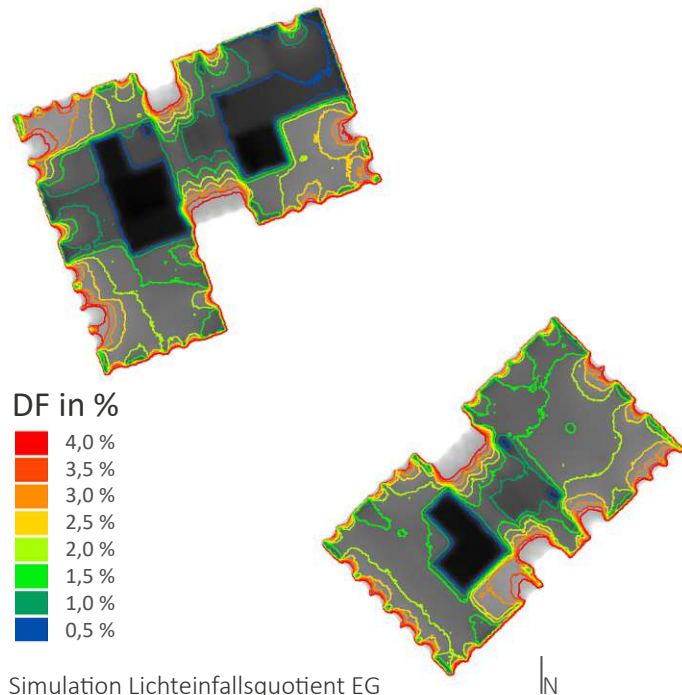 DF in %
4,0 %
3,5 %
3,0 %
2,5 %
2,0 %
1,5 %
1,0 %
0,5 %
Simulation Lichteinfallsquotient EG
N